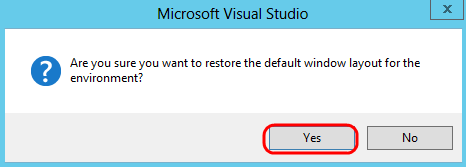 Microsoft Visual Studio
Are you sure you want to restore the default window layout for the
environment?
Yes
No